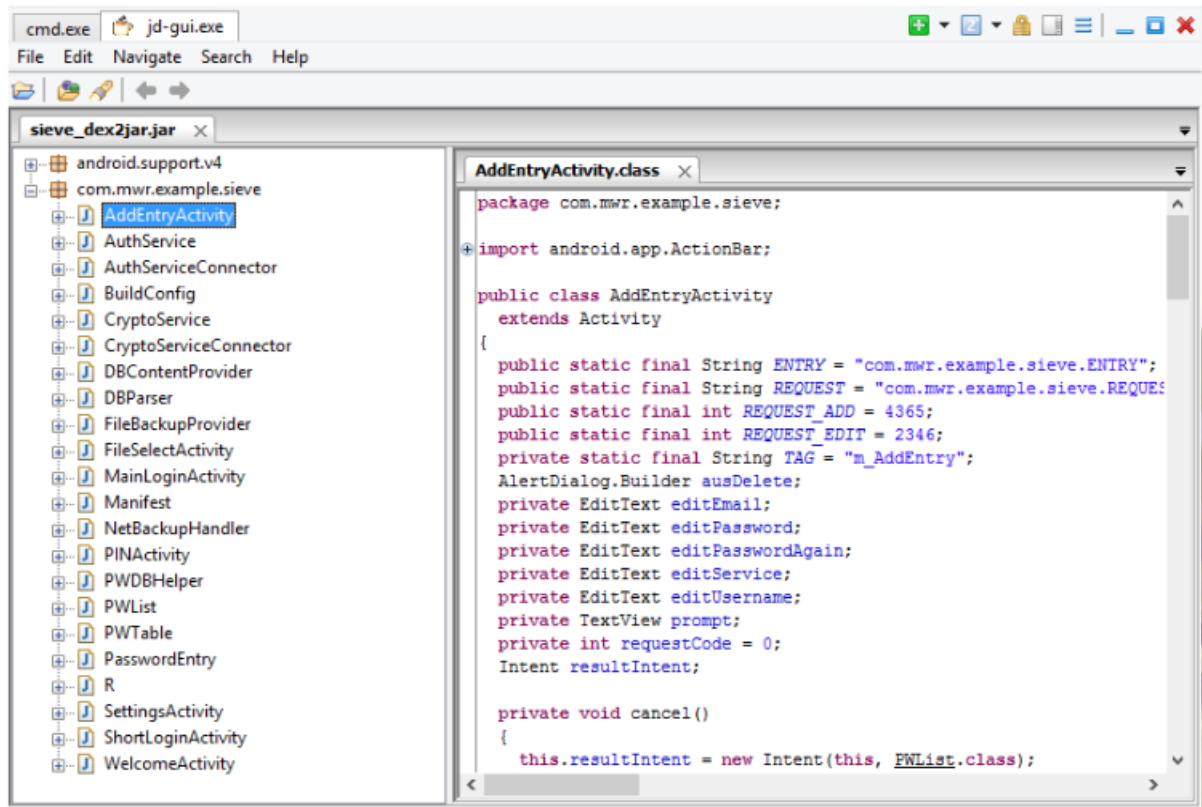 cmd.exe jd-gui.exe
File Edit Navigate Search Help
sieve_dex2jar.jar
android.support.v4
com.mwr.example.sieve
AddEntryActivity
AuthService
AuthServiceConnector
BuildConfig
CryptoService
CryptoServiceConnector
DBContentProvider
DBParser
FileBackupProvider
FileSelectActivity
MainLoginActivity
Manifest
NetBackupHandler
PINActivity
PWDBHelper
PWList
PWTable
PasswordEntry
R
SettingsActivity
ShortLoginActivity
WelcomeActivity
AddEntryActivity.class
package com.mwr.example.sieve;
import android.app.ActionBar;
public class AddEntryActivity
extends Activity
{
public static final String ENTRY = "com.mwr.example.sieve.ENTRY";
public static final String REQUEST = "com.mwr.example.sieve.REQUES
public static final int REQUEST_ADD = 4365;
public static final int REQUEST_EDIT = 2346;
private static final String TAG = "m_AddEntry";
AlertDialog.Builder ausDelete;
private EditText editEmail;
private EditText editPassword;
private EditText editPasswordAgain;
private EditText editService;
private EditText editUsername;
private TextView prompt;
private int requestCode = 0;
Intent resultIntent;
private void cancel()
{
this.resultIntent = new Intent(this, PWList.class);